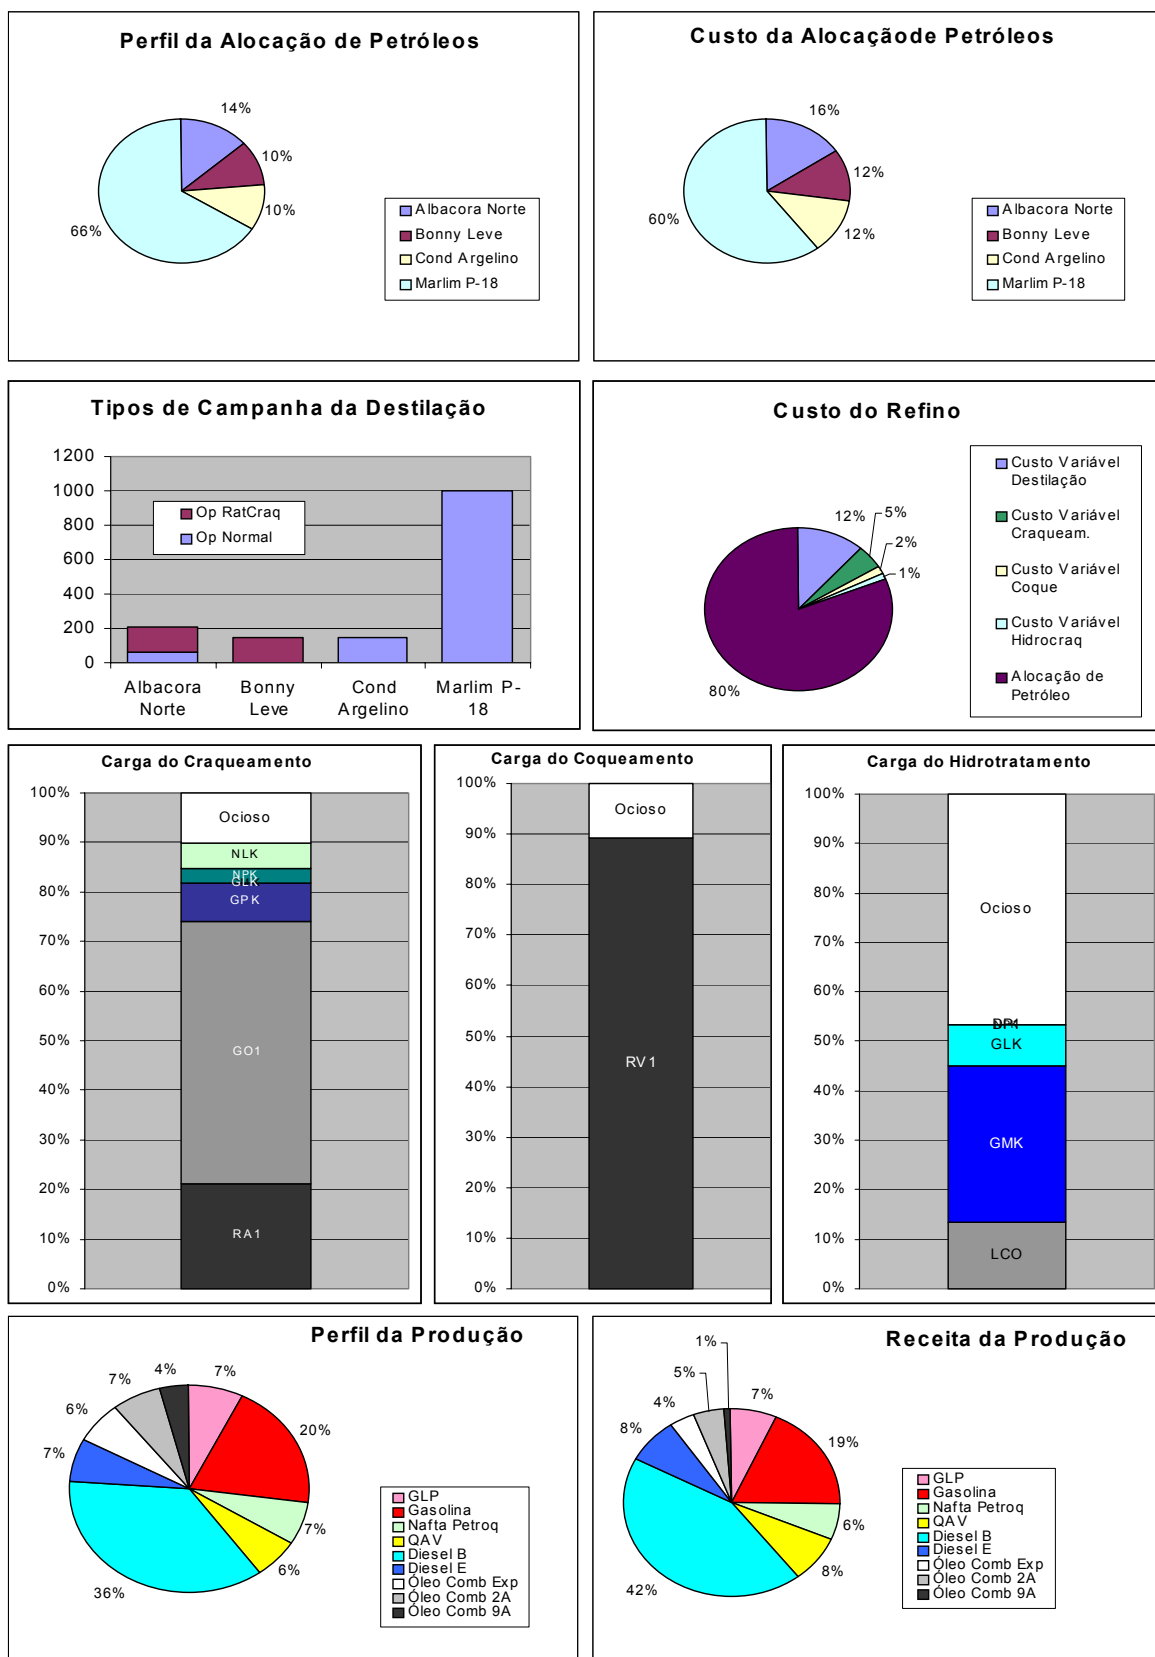 Perfil da Alocação de Petróleos
14%
10%
10%
66%
Albacora Norte
Bonny Leve
Cond Argelino
Marlim P-18
Custo da Alocaçãode Petróleos
16%
12%
12%
60%
Albacora Norte
Bonny Leve
Cond Argelino
Marlim P-18
Tipos de Campanha da Destilação
1200
1000
800
600
400
200
0
Op RatCraq
Op Normal
Albacora
Norte
Bonny
Leve
Cond
Argelino
Marlim P-
18
Custo do Refino
12%
5%
2%
1%
80%
Custo Variável
Destilação
Custo Variável
Craqueam.
Custo Variável
Coque
Custo Variável
Hidrocraq
Alocação de
Petróleo
Carga do Craqueamento
100%
90%
80%
70%
60%
50%
40%
30%
20%
10%
0%
Ocioso
NLK
NPK
GLK
GPK
GO1
RA1
Carga do Coqueamento
100%
90%
80%
70%
60%
50%
40%
30%
20%
10%
0%
Ocioso
RV1
Carga do Hidrotratamento
100%
90%
80%
70%
60%
50%
40%
30%
20%
10%
0%
Ocioso
GLK
GMK
LCO
Perfil da Produção
7%
20%
7%
6%
36%
7%
6%
7%
4%
GLP
Gasolina
Nafta Petroq
QAV
Diesel B
Diesel E
Óleo Comb Exp
Óleo Comb 2A
Óleo Comb 9A
Receita da Produção
7%
19%
6%
8%
42%
8%
4%
5%
1%
GLP
Gasolina
Nafta Petroq
QAV
Diesel B
Diesel E
Óleo Comb Exp
Óleo Comb 2A
Óleo Comb 9A